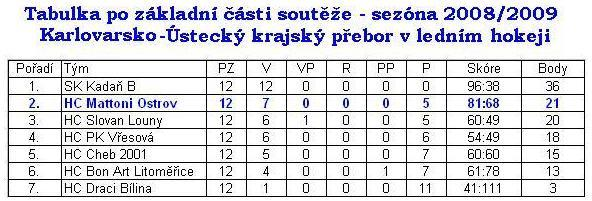 Tabulka po základní části soutěže - sezóna 2008/2009
Karlovarsko-Ústecký krajský přebor v ledním hokeji
Pořadí Tým PZ V VP R PP P Skóre Body
1. SK Kadaň B 12 12 0 0 0 0 96:38 36
2. HC Mattoni Ostrov 12 7 0 0 0 5 81:68 21
3. HC Slovan Louny 12 6 1 0 0 5 60:49 20
4. HC PK Vřesová 12 6 0 0 0 6 54:49 18
5. HC Cheb 2001 12 5 0 0 0 7 60:60 15
6. HC Bon Art Litoměřice 12 4 0 0 1 7 61:78 13
7. HC Draci Bílina 12 1 0 0 0 11 41:111 3